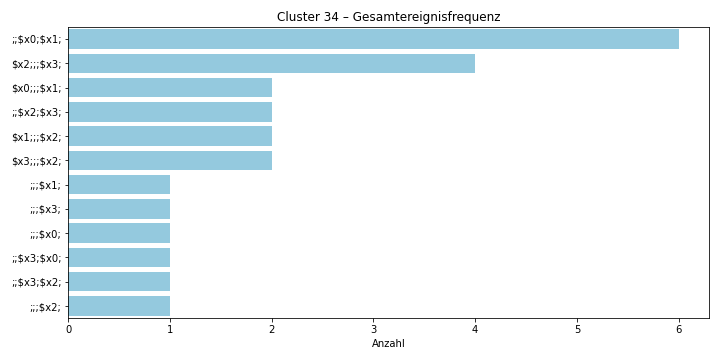 Cluster 34 – Gesamtereignisfrequenz
;;$x0;$x1;
$x2;;;$x3;
$x0;;;$x1;
;;$x2;$x3;
$x1;;;$x2;
$x3;;;$x2;
;;;$x1;
;;;$x3;
;;;$x0;
;;$x3;$x0;
;;$x3;$x2;
;;;$x2;
0 1 2 3 4 5 6
Anzahl